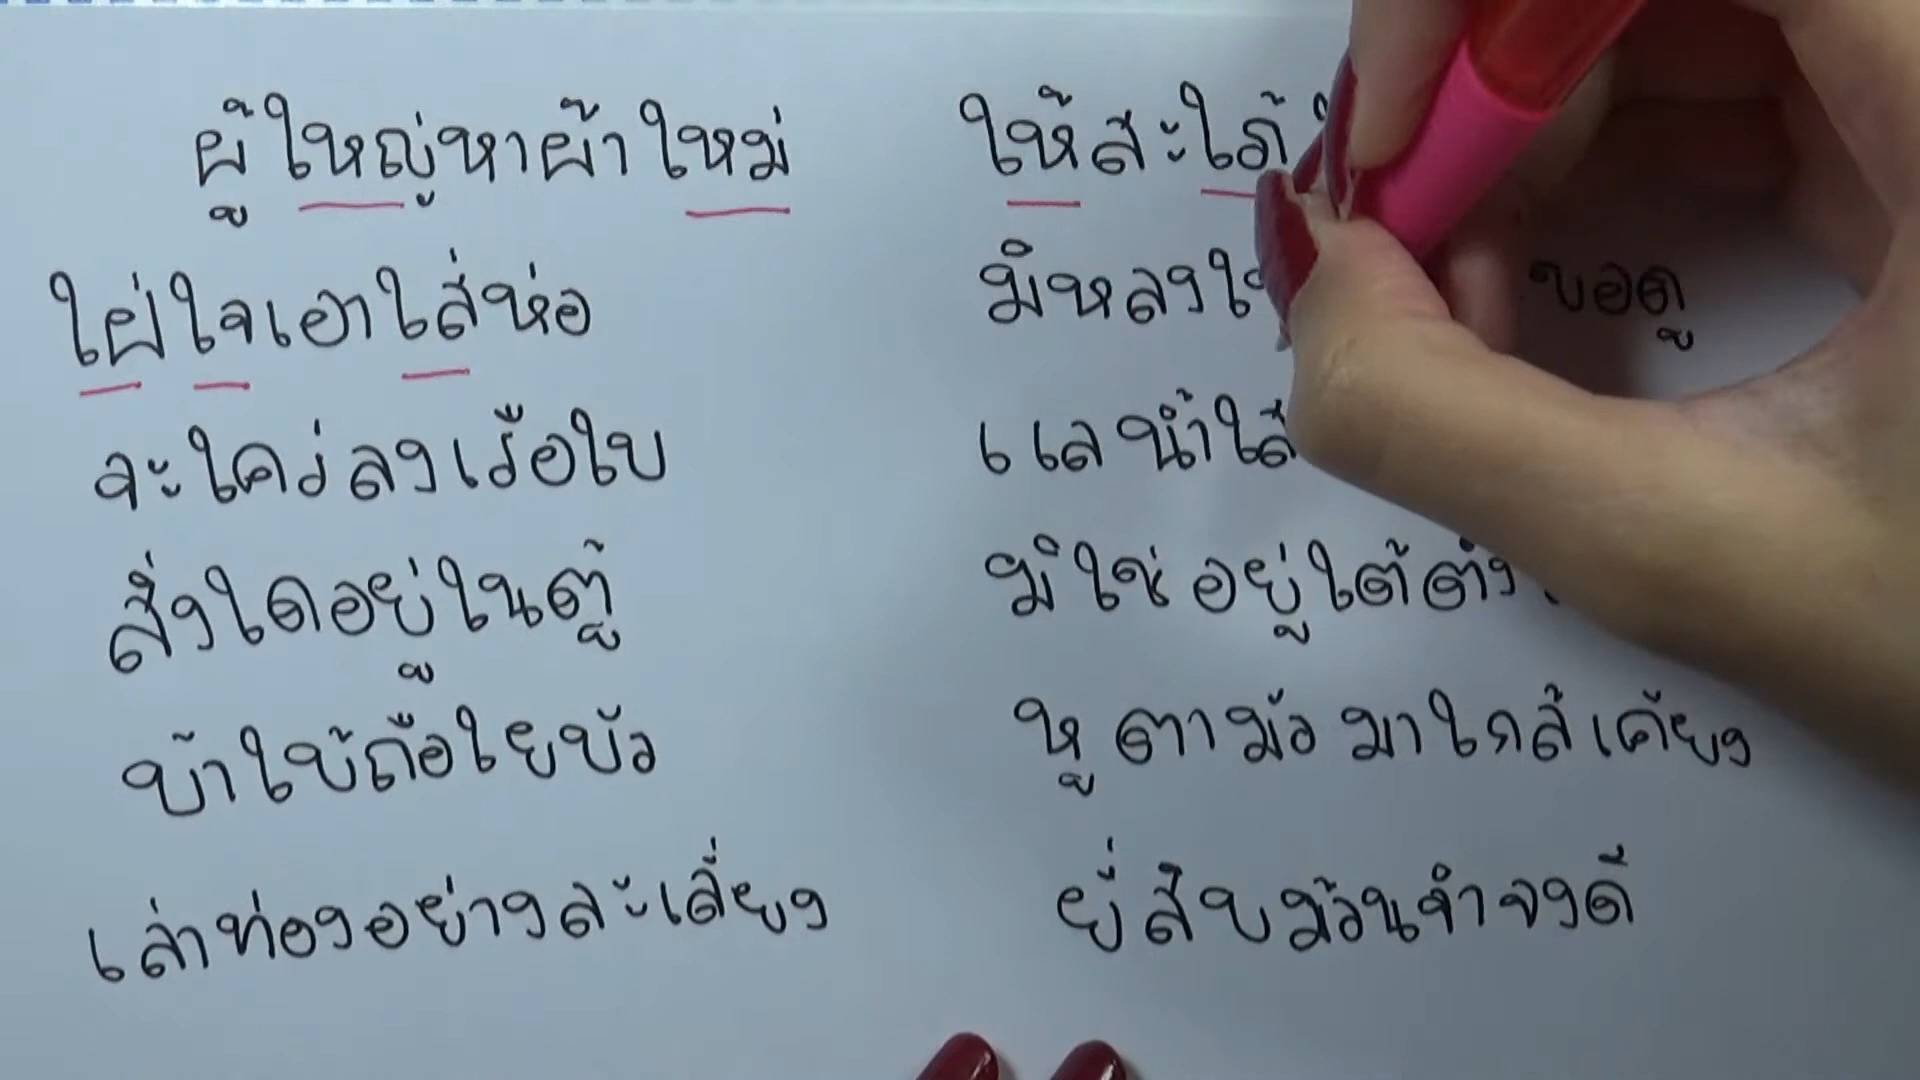 ผู้ใหญ่หาผ้าใหม่ ให้สะใภ้
ใฝ่ใจเอาใส่ห่อ มิหลง ขอดู
จะใคร่ลงเรือใบ แลน้ำใส
สิ่งใดอยู่ในตู้ มิใช่อยู่ใต้ตั่ง
บ้าใบ้ถือใยบัว หูตามัวมาใกล้เคียง
เล่าท่องอย่างละเลี่ยง ยี่สิบม้วนจำจงดี